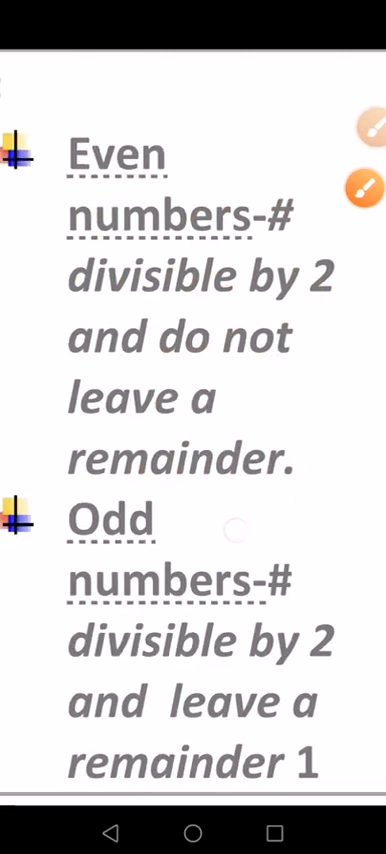 Even
numbers-#
divisible by 2
and do not
leave a
remainder.
Odd
numbers-#
divisible by 2
and leave a
remainder 1